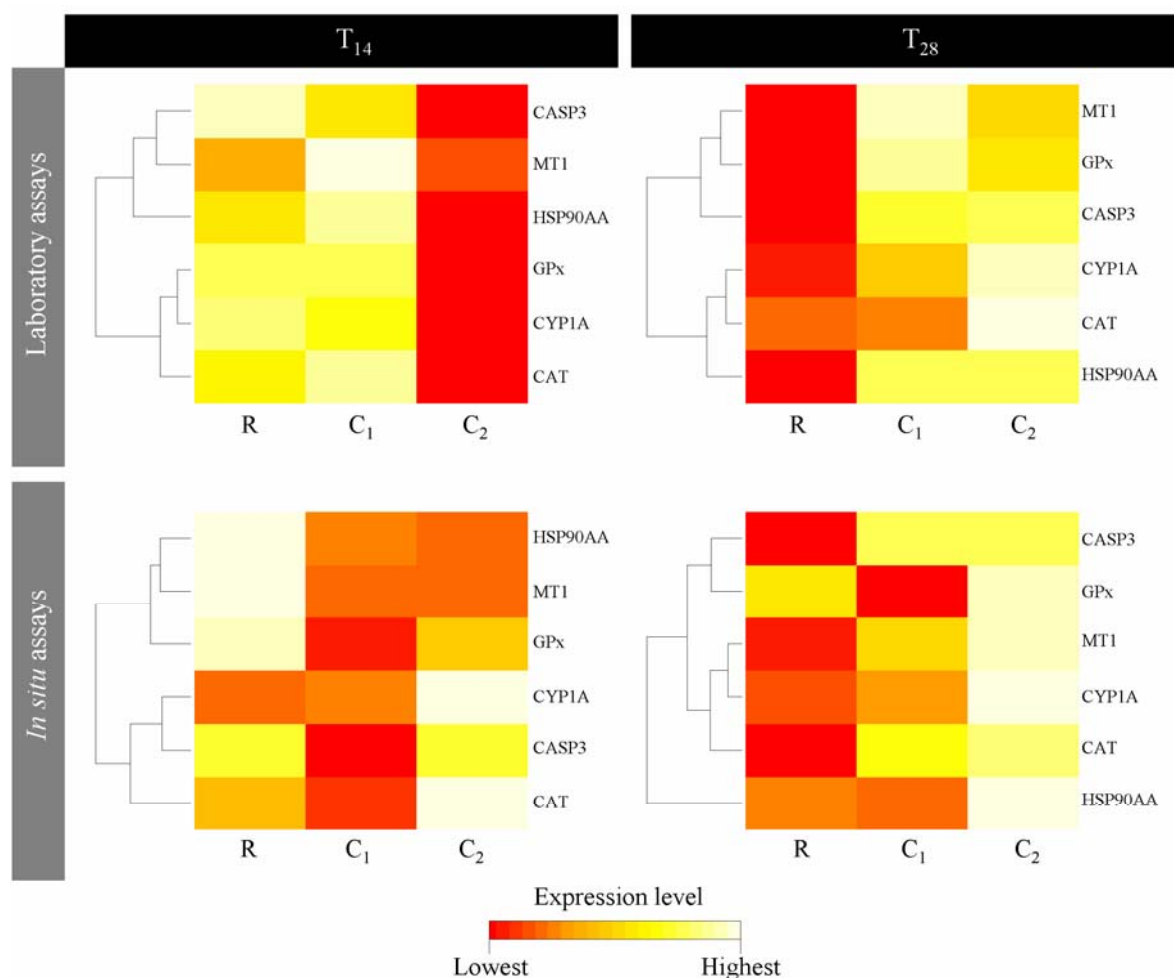 T₁₄
T₂₈
Laboratory assays
CASP3
MT1
HSP90AA
GPx
CYP1A
CAT
R C₁ C₂
MT1
GPx
CASP3
CYP1A
CAT
HSP90AA
R C₁ C₂
In situ assays
HSP90AA
MT1
GPx
CYP1A
CASP3
CAT
R C₁ C₂
CASP3
GPx
MT1
CYP1A
CAT
HSP90AA
R C₁ C₂
Expression level
Lowest Highest